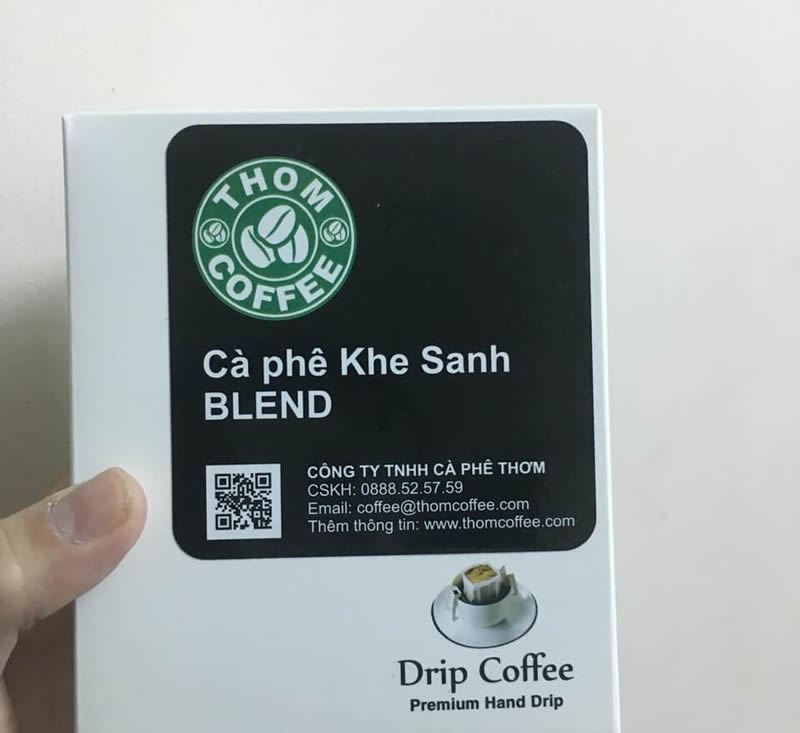 THOM
COFFEE
Cà phê Khe Sanh
BLEND
CÔNG TY TNHH CÀ PHÊ THƠM
CSKH: 0888.52.57.59
Email: coffee@thomcoffee.com
Thêm thông tin: www.thomcoffee.com
Drip Coffee
Premium Hand Drip